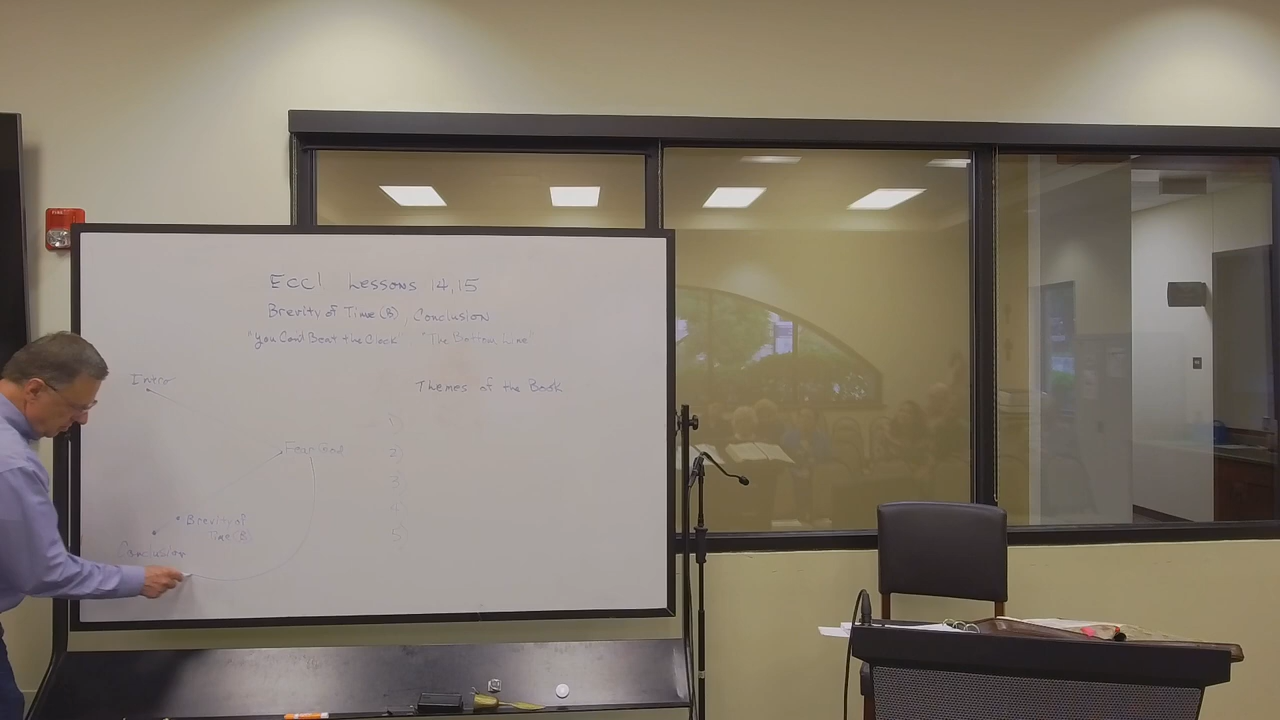 Eccl Lessons 14,15
Brevity of Time (B), Conclusion
"You Can't Beat the Clock" "The Bottom Line"
Intro
Themes of the Book
1)
Fear God
2)
3)
4)
Brevity of
Time (B)
5)
Conclusion
FIRE